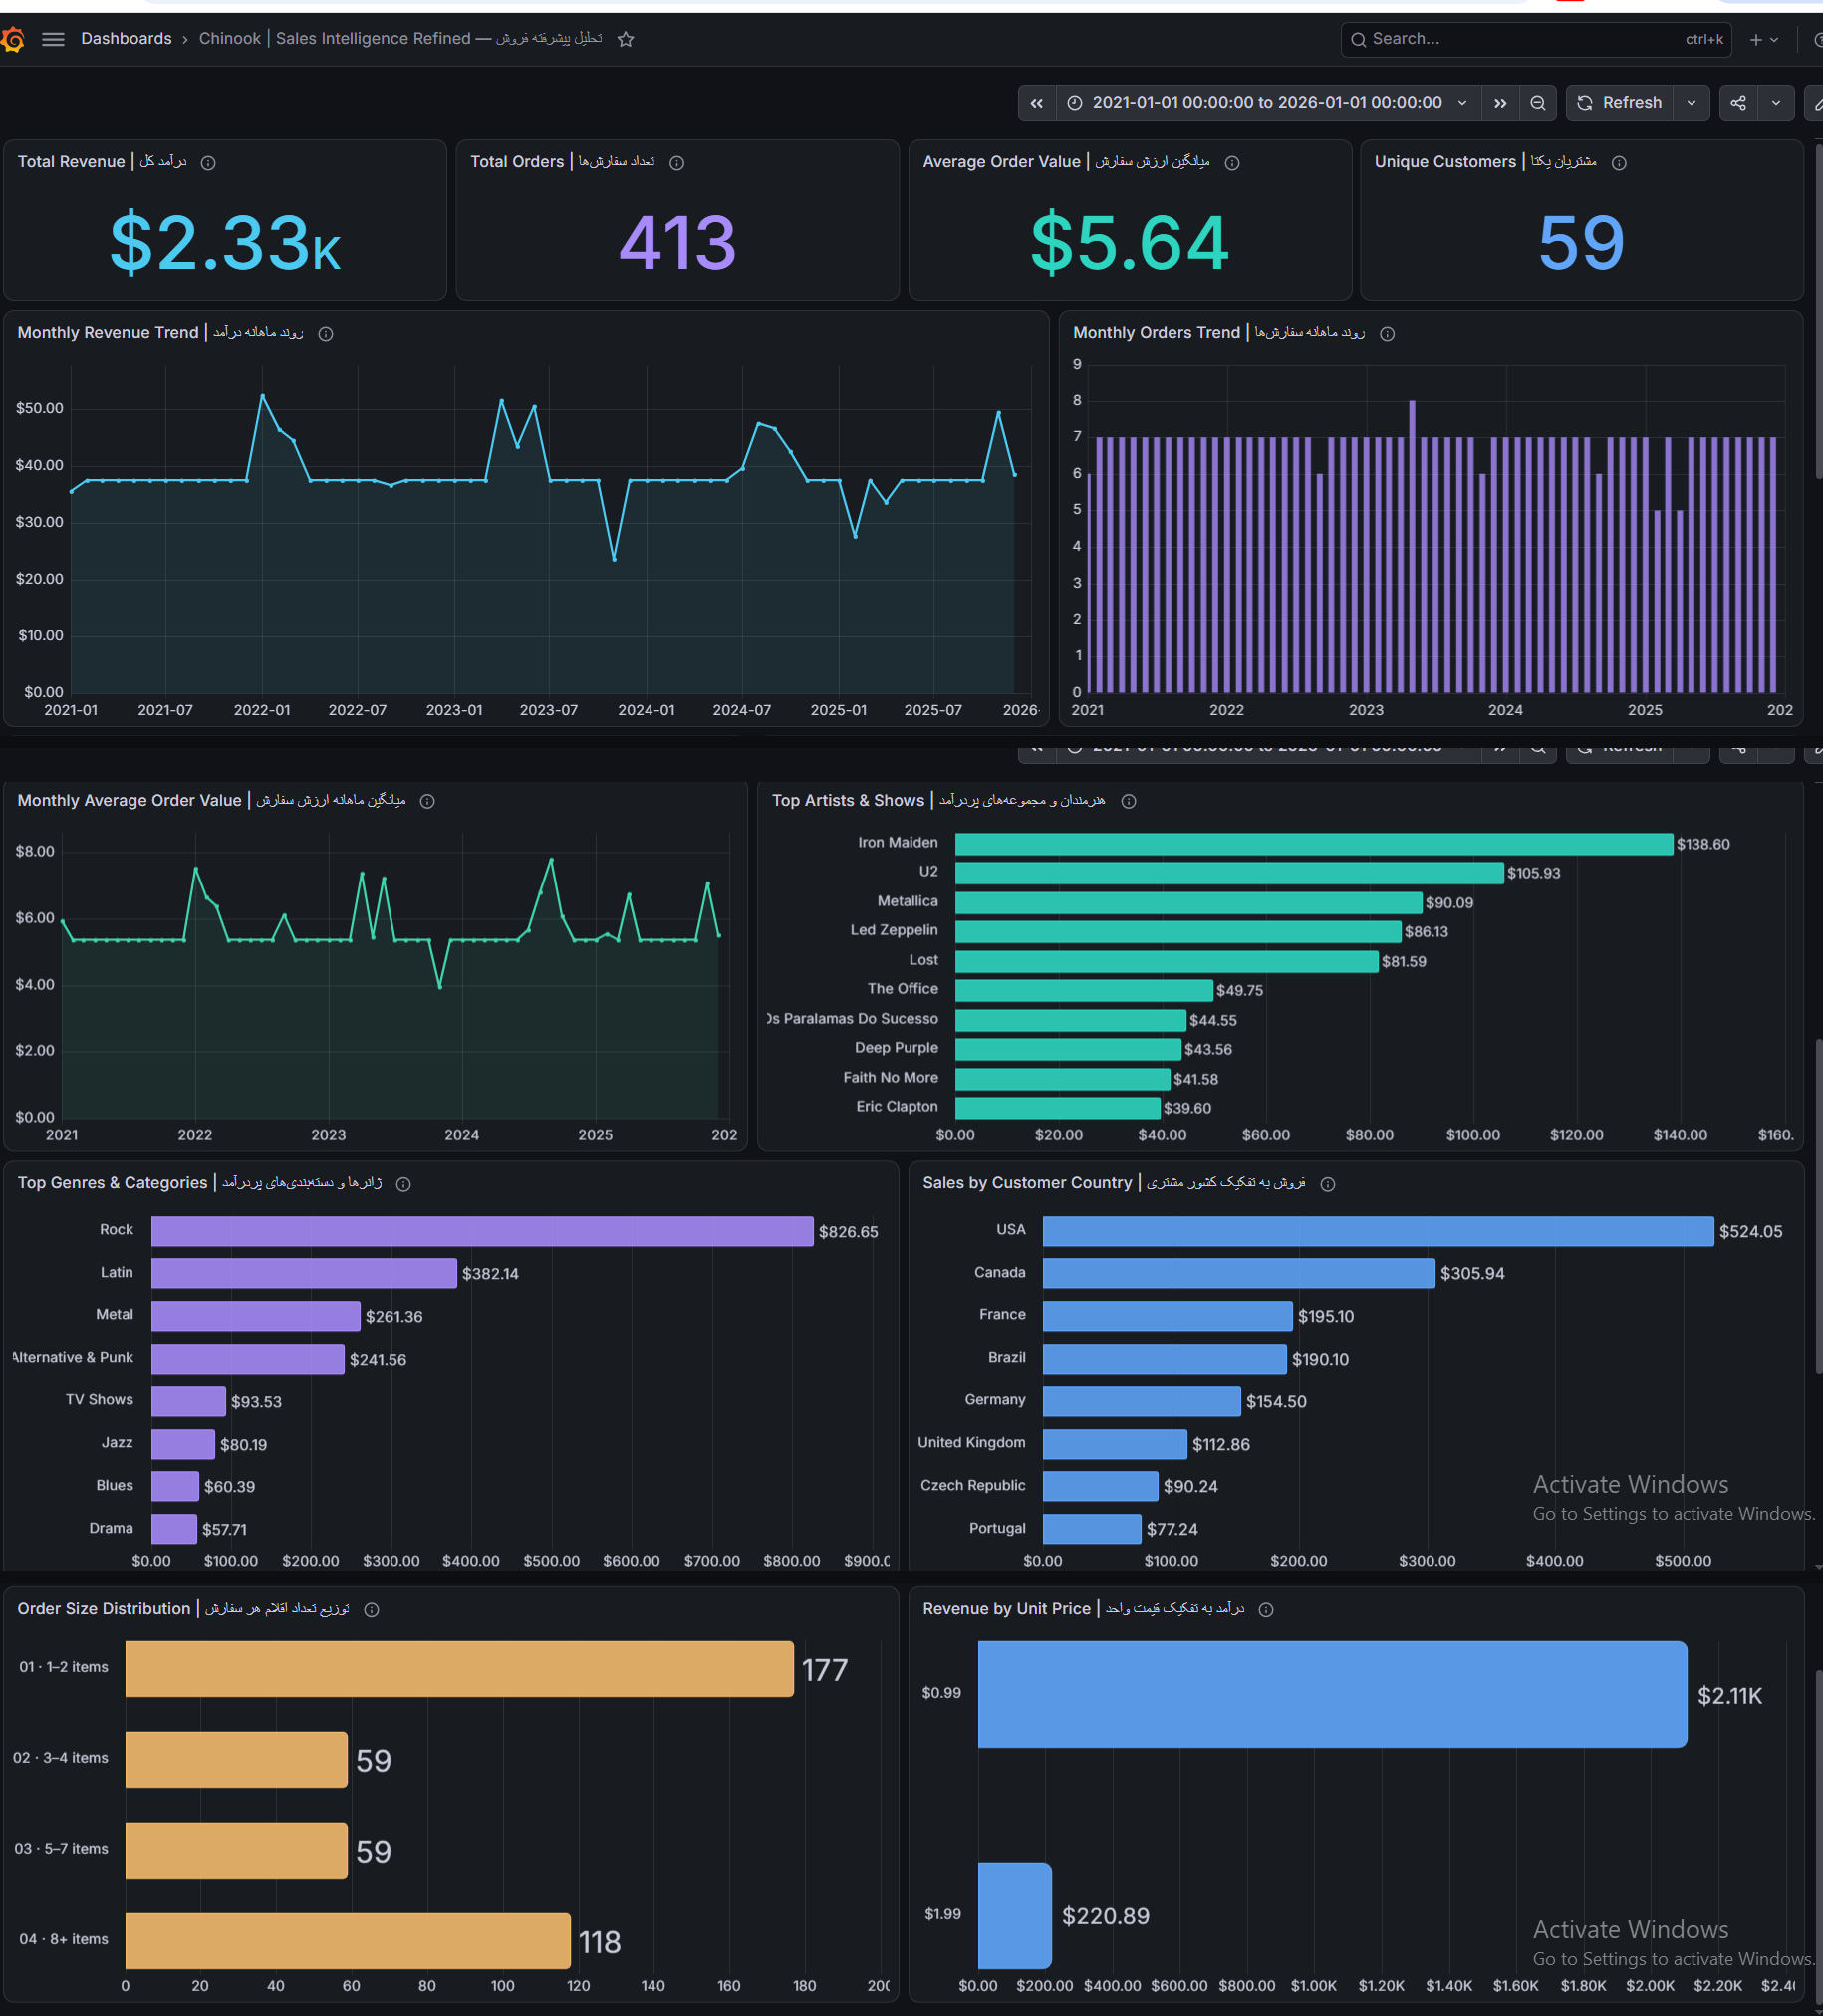 Dashboards › Chinook | Sales Intelligence Refined — تحلیل پیشرفته فروش
Search... ctrl+k
2021-01-01 00:00:00 to 2026-01-01 00:00:00
Refresh
Total Revenue | درآمد کل
$2.33K
Total Orders | تعداد سفارش‌ها
413
Average Order Value | میانگین ارزش سفارش
$5.64
Unique Customers | مشتریان یکتا
59
Monthly Revenue Trend | روند ماهانه درآمد
$50.00
$40.00
$30.00
$20.00
$10.00
$0.00
2021-01 2021-07 2022-01 2022-07 2023-01 2023-07 2024-01 2024-07 2025-01 2025-07 2026-
Monthly Orders Trend | روند ماهانه سفارش‌ها
9
8
7
6
5
4
3
2
1
0
2021 2022 2023 2024 2025 202
2021-01-01 00:00:00 to 2026-01-01 00:00:00
Refresh
Monthly Average Order Value | میانگین ماهانه ارزش سفارش
$8.00
$6.00
$4.00
$2.00
$0.00
2021 2022 2023 2024 2025 202
Top Artists & Shows | هنرمندان و مجموعه‌های پردرآمد
Iron Maiden $138.60
U2 $105.93
Metallica $90.09
Led Zeppelin $86.13
Lost $81.59
The Office $49.75
Os Paralamas Do Sucesso $44.55
Deep Purple $43.56
Faith No More $41.58
Eric Clapton $39.60
$0.00 $20.00 $40.00 $60.00 $80.00 $100.00 $120.00 $140.00 $160.
Top Genres & Categories | ژانرها و دسته‌بندی‌های پردرآمد
Rock $826.65
Latin $382.14
Metal $261.36
Alternative & Punk $241.56
TV Shows $93.53
Jazz $80.19
Blues $60.39
Drama $57.71
$0.00 $100.00 $200.00 $300.00 $400.00 $500.00 $600.00 $700.00 $800.00 $900.0
Sales by Customer Country | فروش به تفکیک کشور مشتری
USA $524.05
Canada $305.94
France $195.10
Brazil $190.10
Germany $154.50
United Kingdom $112.86
Czech Republic $90.24
Portugal $77.24
$0.00 $100.00 $200.00 $300.00 $400.00 $500.00
Activate Windows
Go to Settings to activate Windows.
Order Size Distribution | توزیع تعداد اقلام هر سفارش
01 · 1–2 items 177
02 · 3–4 items 59
03 · 5–7 items 59
04 · 8+ items 118
0 20 40 60 80 100 120 140 160 180 200
Revenue by Unit Price | درآمد به تفکیک قیمت واحد
$0.99 $2.11K
$1.99 $220.89
$0.00 $200.00 $400.00 $600.00 $800.00 $1.00K $1.20K $1.40K $1.60K $1.80K $2.00K $2.20K $2.40
Activate Windows
Go to Settings to activate Windows.